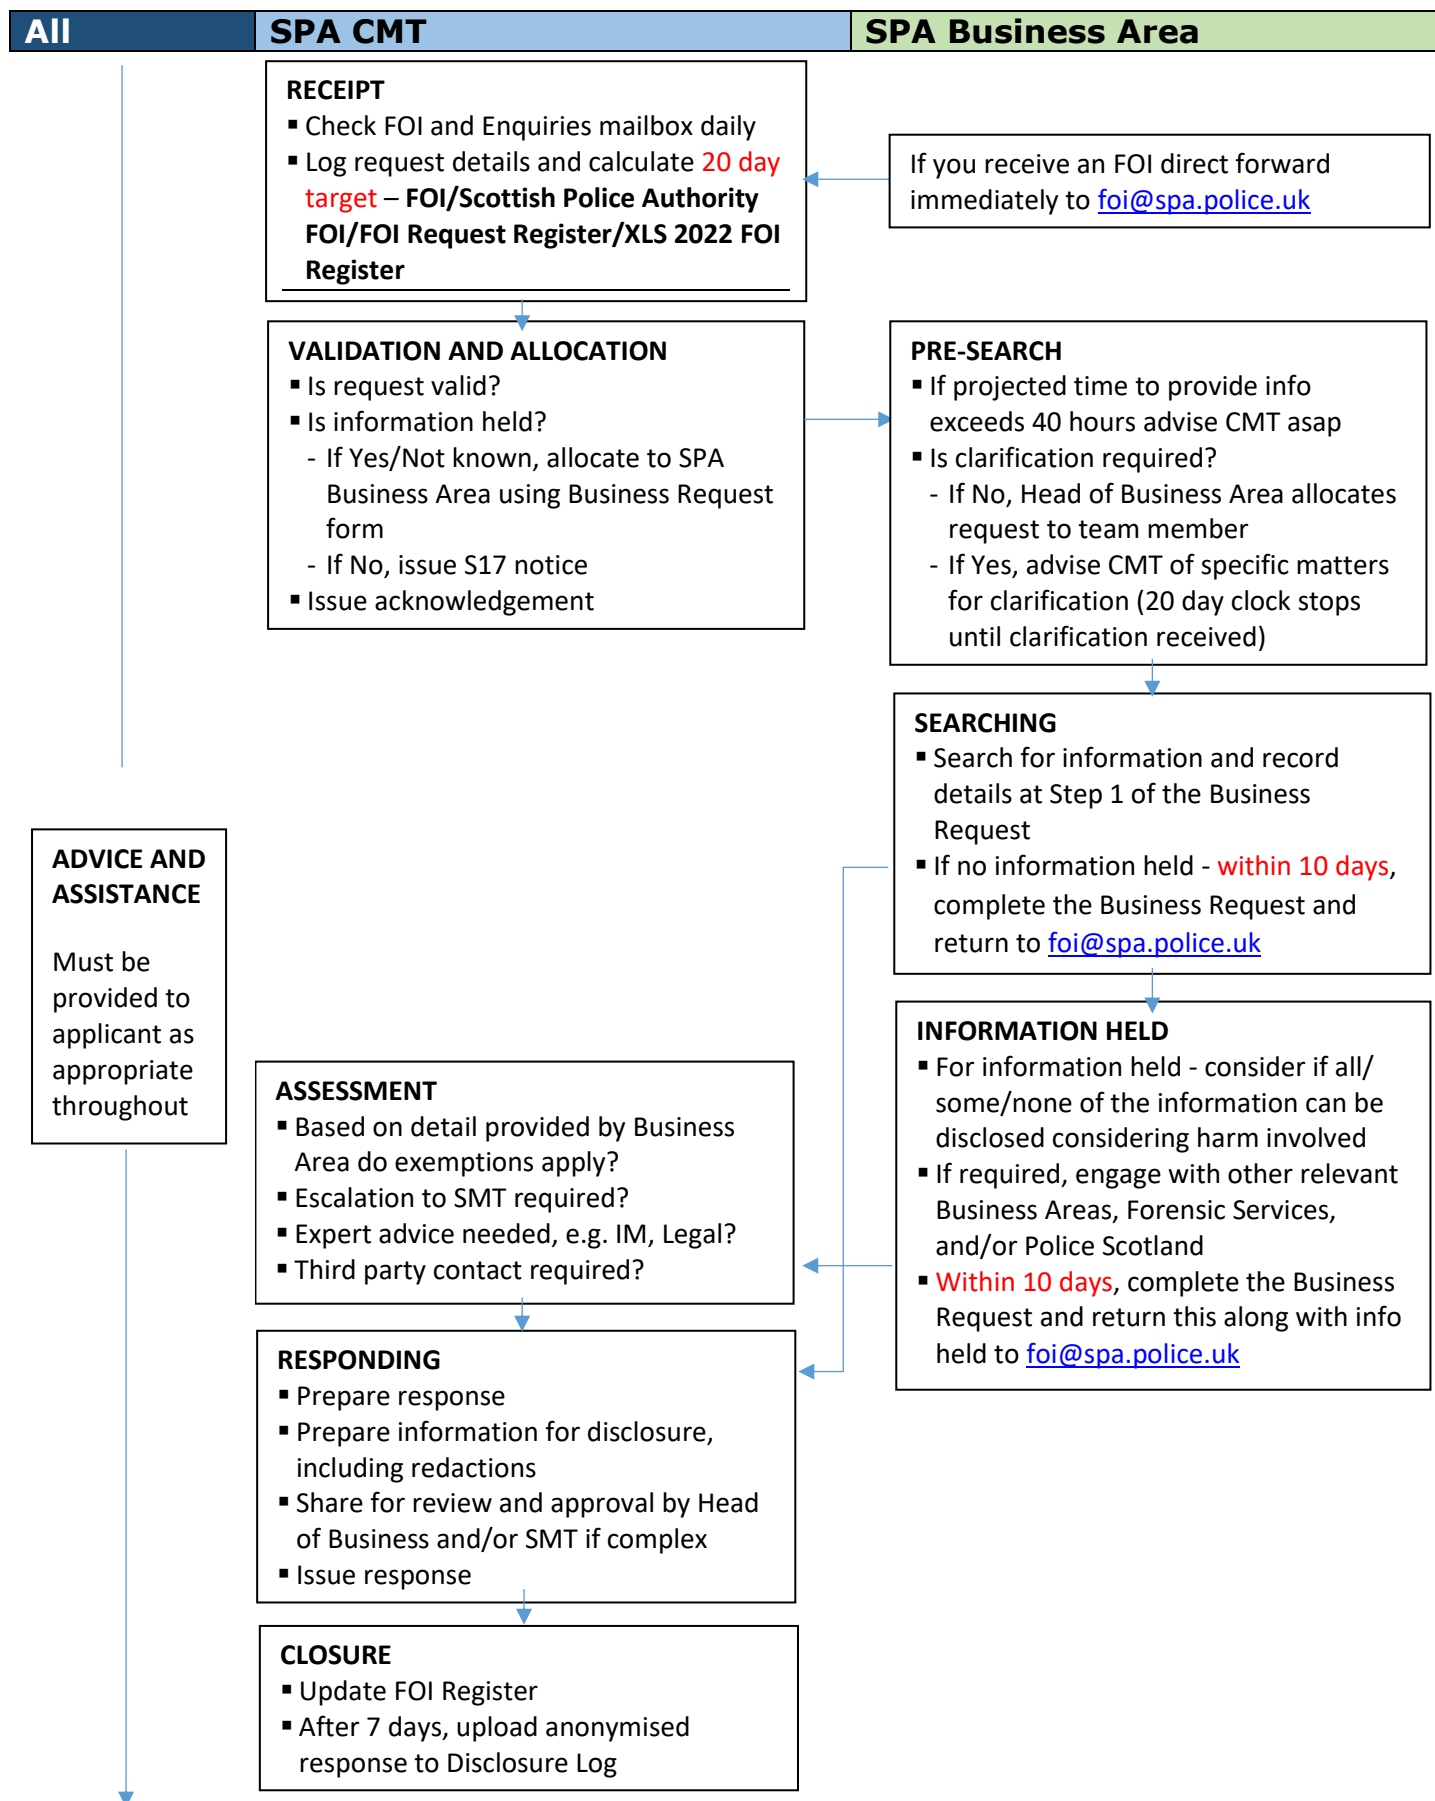 All
SPA CMT
SPA Business Area
RECEIPT
▪ Check FOI and Enquiries mailbox daily
▪ Log request details and calculate 20 day
target – FOI/Scottish Police Authority
FOI/FOI Request Register/XLS 2022 FOI
Register
If you receive an FOI direct forward
immediately to foi@spa.police.uk
VALIDATION AND ALLOCATION
▪ Is request valid?
▪ Is information held?
- If Yes/Not known, allocate to SPA
Business Area using Business Request
form
- If No, issue S17 notice
▪ Issue acknowledgement
PRE-SEARCH
▪ If projected time to provide info
exceeds 40 hours advise CMT asap
▪ Is clarification required?
- If No, Head of Business Area allocates
request to team member
- If Yes, advise CMT of specific matters
for clarification (20 day clock stops
until clarification received)
SEARCHING
▪ Search for information and record
details at Step 1 of the Business
Request
▪ If no information held - within 10 days,
complete the Business Request and
return to foi@spa.police.uk
ADVICE AND
ASSISTANCE
Must be
provided to
applicant as
appropriate
throughout
INFORMATION HELD
▪ For information held - consider if all/
some/none of the information can be
disclosed considering harm involved
▪ If required, engage with other relevant
Business Areas, Forensic Services,
and/or Police Scotland
▪ Within 10 days, complete the Business
Request and return this along with info
held to foi@spa.police.uk
ASSESSMENT
▪ Based on detail provided by Business
Area do exemptions apply?
▪ Escalation to SMT required?
▪ Expert advice needed, e.g. IM, Legal?
▪ Third party contact required?
RESPONDING
▪ Prepare response
▪ Prepare information for disclosure,
including redactions
▪ Share for review and approval by Head
of Business and/or SMT if complex
▪ Issue response
CLOSURE
▪ Update FOI Register
▪ After 7 days, upload anonymised
response to Disclosure Log